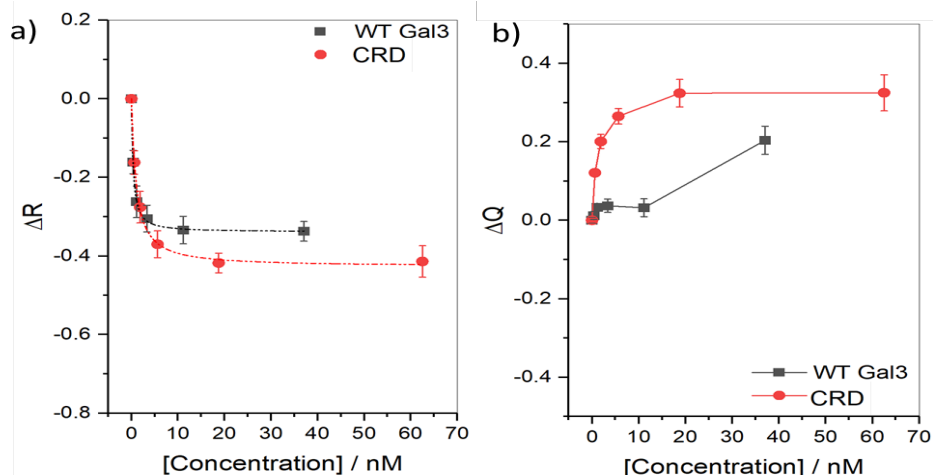 a)
WT Gal3
CRD
0.2
0.0
-0.2
-0.4
-0.6
-0.8
ΔR
0 10 20 30 40 50 60 70
[Concentration] / nM
b)
0.4
0.2
0.0
-0.2
-0.4
ΔQ
WT Gal3
CRD
0 10 20 30 40 50 60 70
[Concentration] / nM